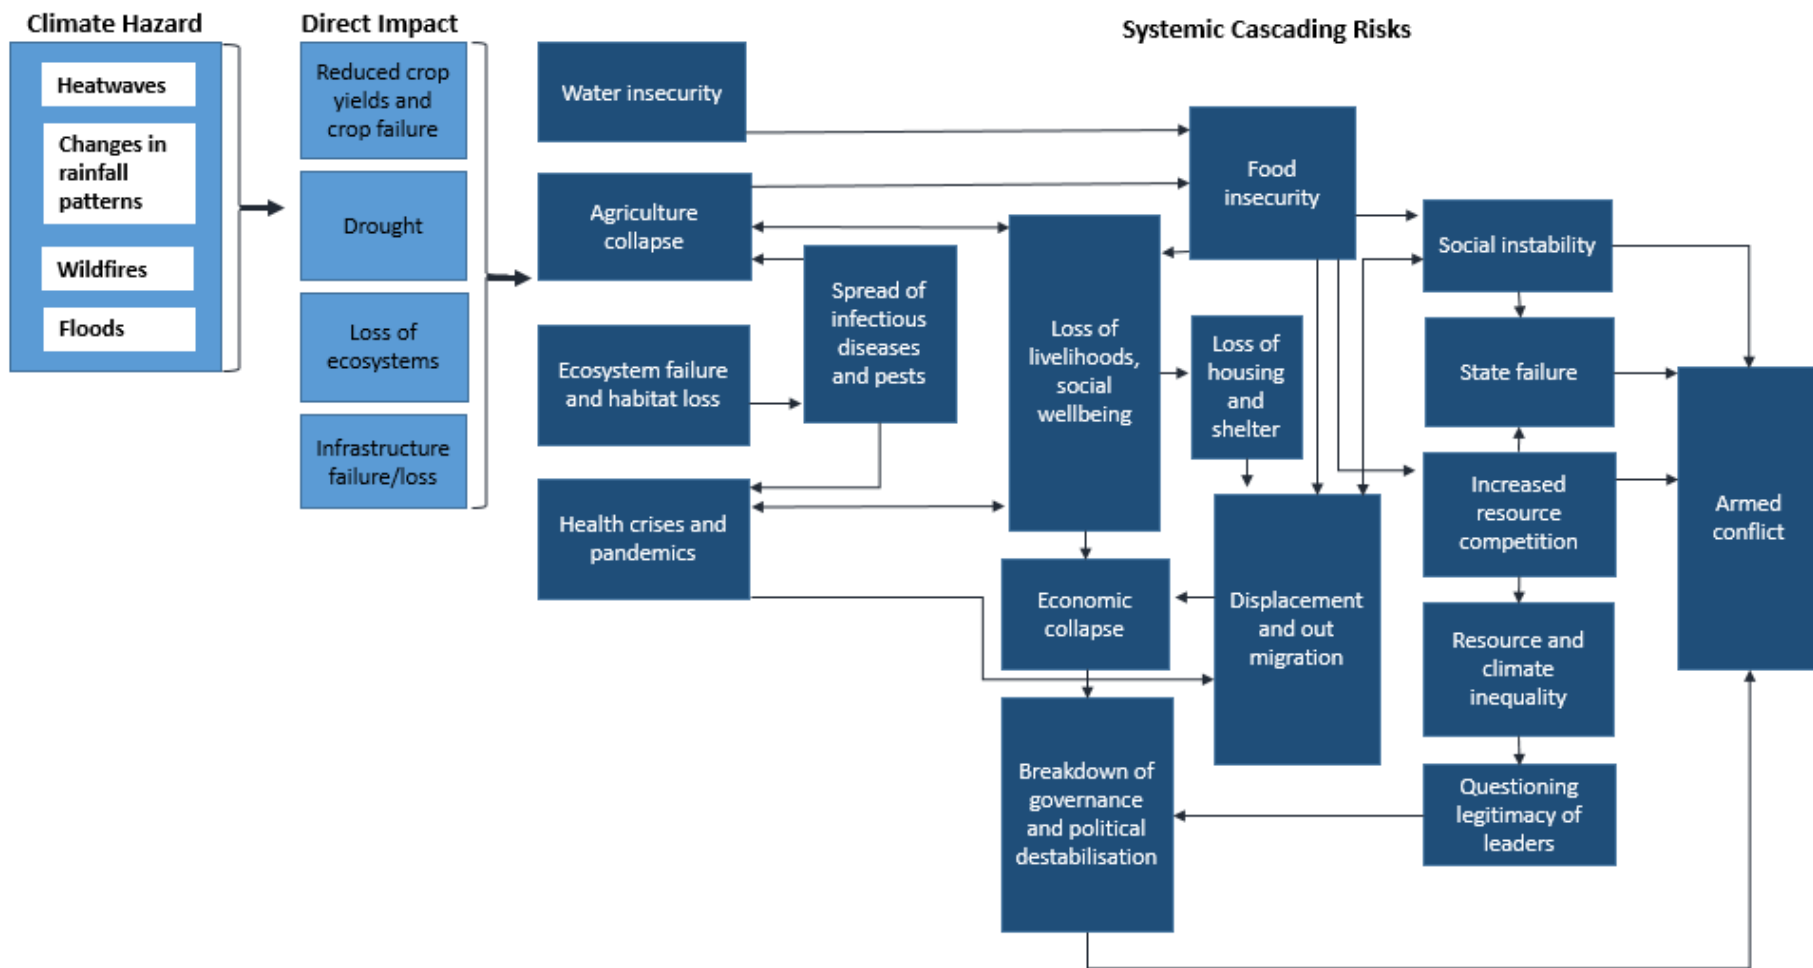 Climate Hazard
Heatwaves
Changes in
rainfall
patterns
Wildfires
Floods
Direct Impact
Reduced crop
yields and
crop failure
Drought
Loss of
ecosystems
Infrastructure
failure/loss
Systemic Cascading Risks
Water insecurity
Agriculture
collapse
Ecosystem failure
and habitat loss
Health crises and
pandemics
Spread of
infectious
diseases
and pests
Loss of
livelihoods,
social
wellbeing
Economic
collapse
Breakdown of
governance
and political
destabilisation
Food
insecurity
Loss of
housing
and
shelter
Displacement
and out
migration
Social instability
State failure
Increased
resource
competition
Resource and
climate
inequality
Questioning
legitimacy of
leaders
Armed
conflict